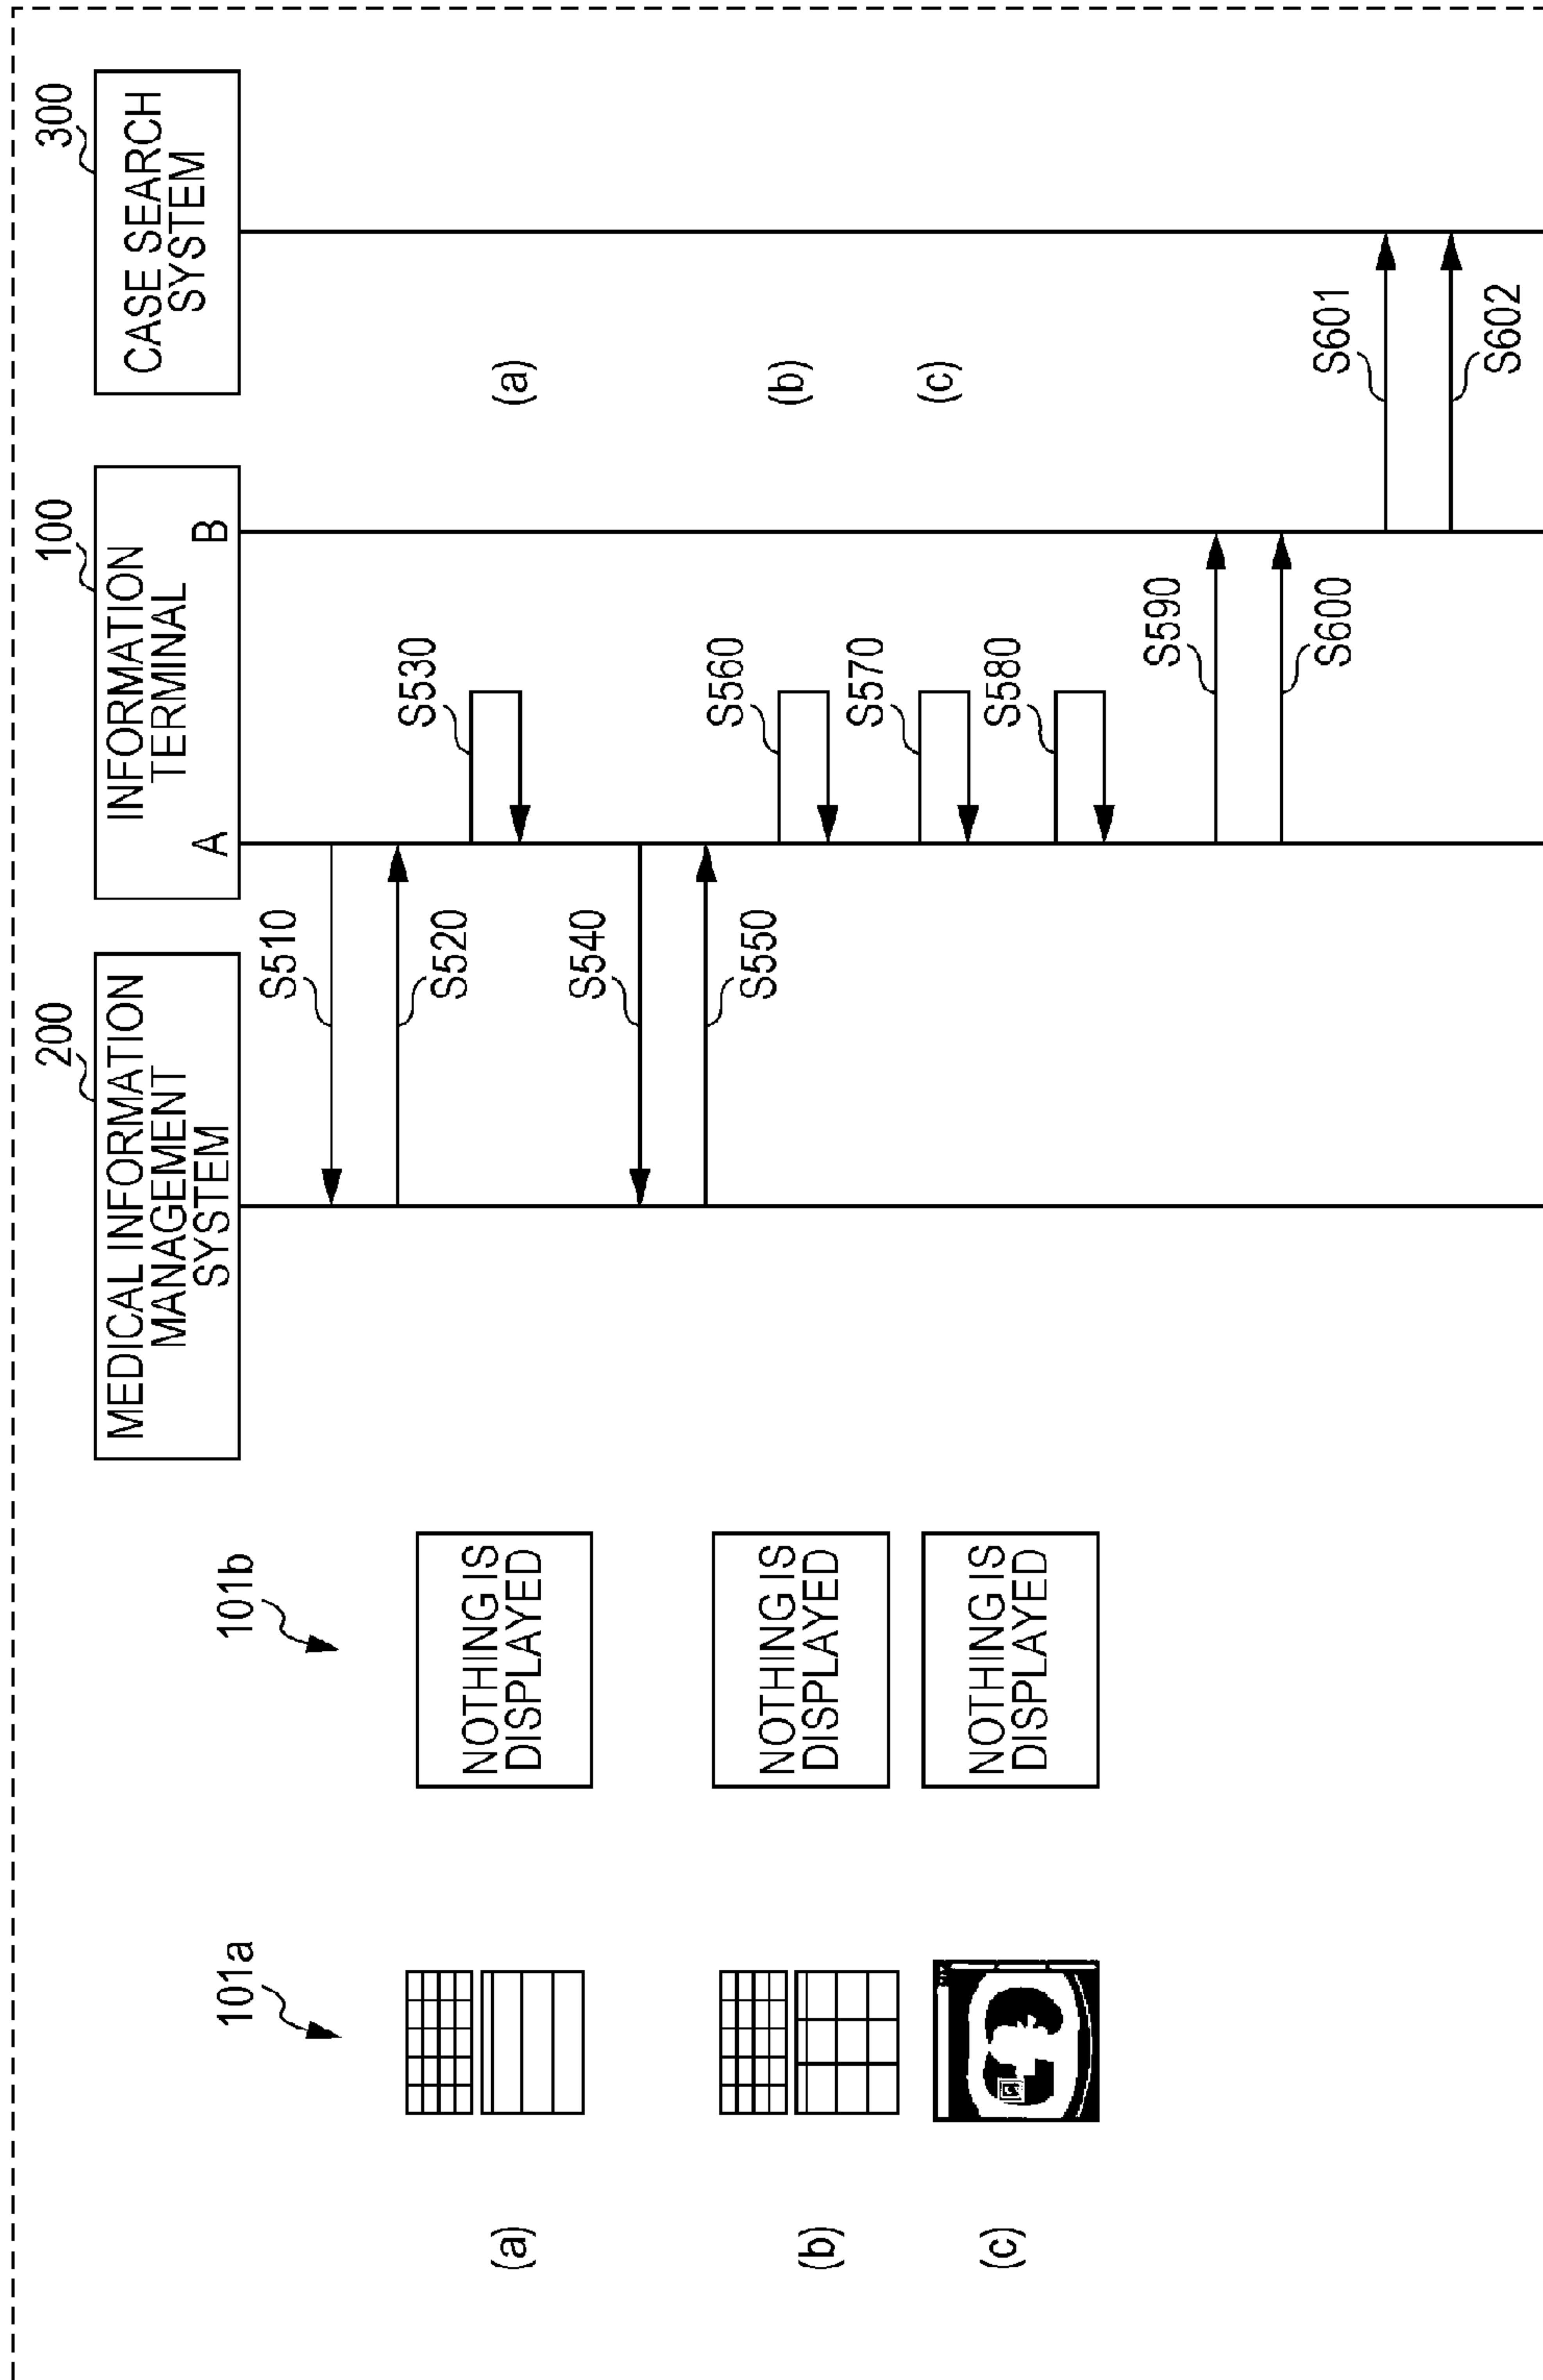 101a
101b
200
MEDICAL INFORMATION
MANAGEMENT
SYSTEM
100
INFORMATION
TERMINAL
A
B
300
CASE SEARCH
SYSTEM
S510
S520
(a)
NOTHING IS
DISPLAYED
S530
(a)
S540
S550
(b)
NOTHING IS
DISPLAYED
S560
(b)
(c)
NOTHING IS
DISPLAYED
S570
(c)
S580
S590
S600
S601
S602